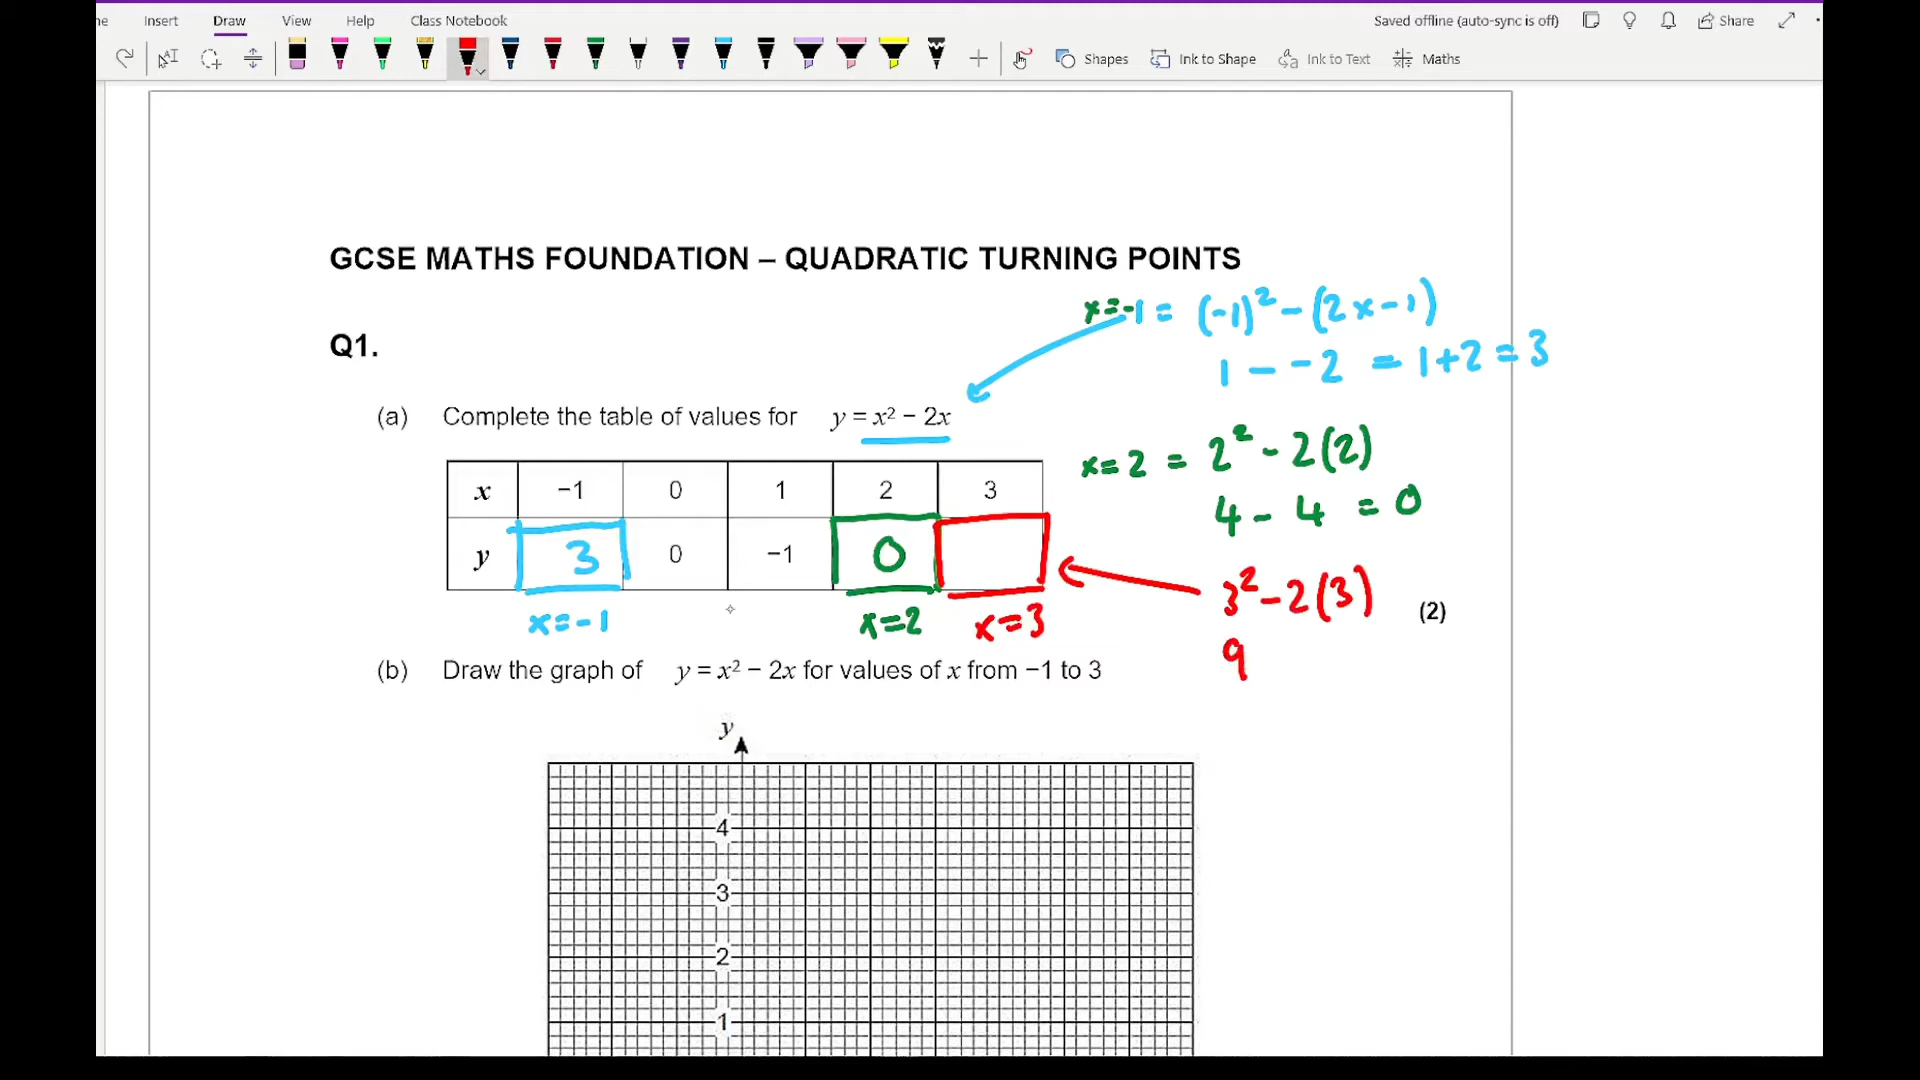 ne Insert Draw View Help Class Notebook Saved offline (auto-sync is off) Share
Shapes Ink to Shape Ink to Text Maths
GCSE MATHS FOUNDATION – QUADRATIC TURNING POINTS
x=-1 = (-1)² - (2x-1)
1 - -2 = 1+2 = 3
Q1.
(a) Complete the table of values for y = x² − 2x
x=2 = 2² - 2(2)
4 - 4 = 0
x −1 0 1 2 3
y 3 0 −1 0
3² - 2(3)
9
(2)
x=-1 x=2 x=3
(b) Draw the graph of y = x² − 2x for values of x from −1 to 3
y
4
3
2
1